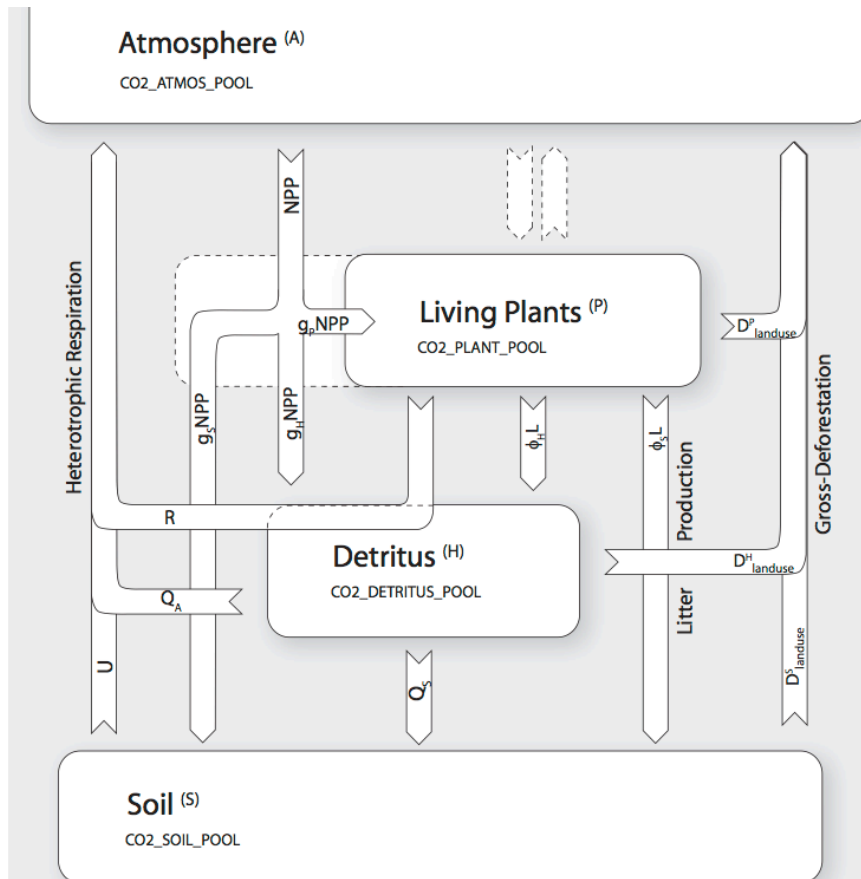 Atmosphere (A)
CO2_ATMOS_POOL
NPP
Heterotrophic Respiration
Living Plants (P)
CO2_PLANT_POOL
gPNPP
DPlanduse
gSNPP
gHNPP
ϕHL
ϕSL
Production
Litter
Gross-Deforestation
R
Detritus (H)
CO2_DETRITUS_POOL
DHlanduse
QA
U
QS
DSlanduse
Soil (S)
CO2_SOIL_POOL